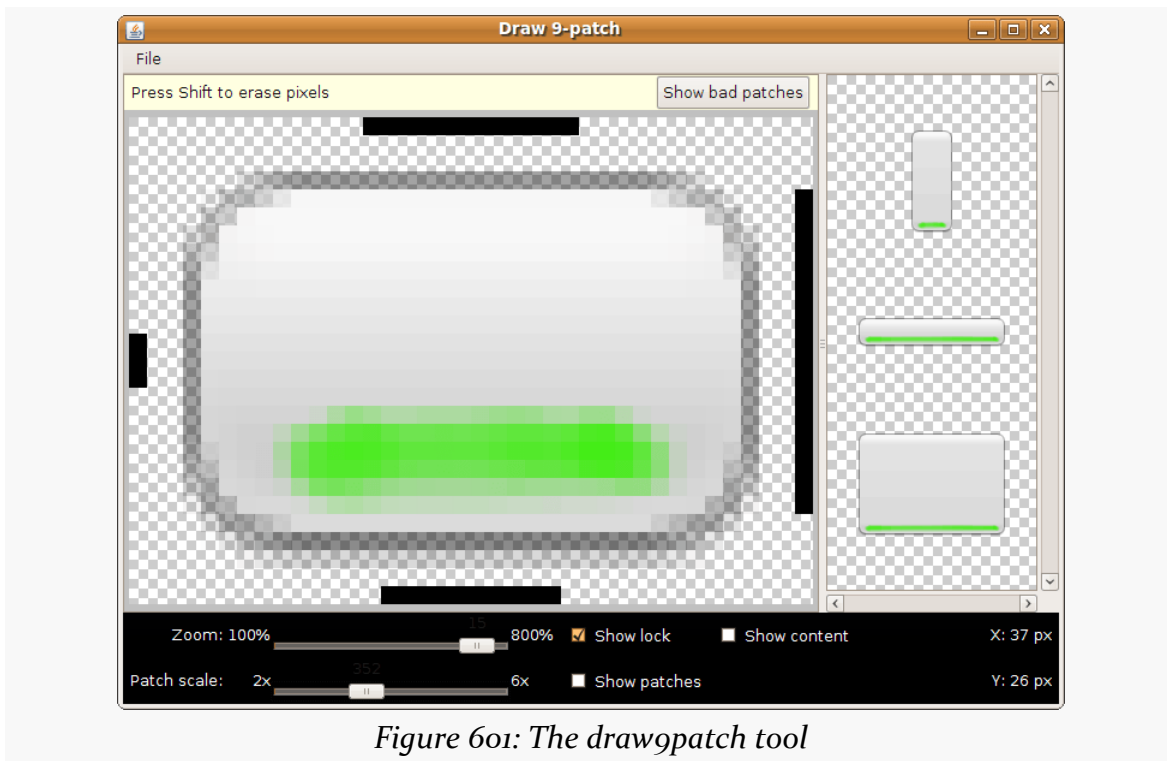 Draw 9-patch
File
Press Shift to erase pixels Show bad patches
15
Zoom: 100% 800% Show lock Show content X: 37 px
352
Patch scale: 2x 6x Show patches Y: 26 px
Figure 601: The draw9patch tool